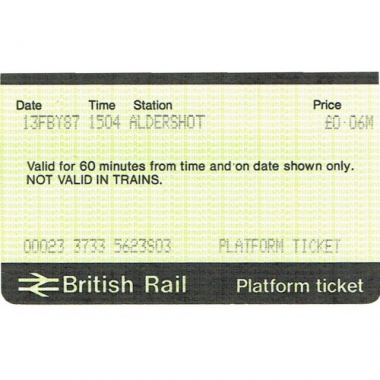 Date Time Station Price
13FBY87 1504 ALDERSHOT £0·06M
Valid for 60 minutes from time and on date shown only.
NOT VALID IN TRAINS.
00023 3733 5623S03 PLATFORM TICKET
British Rail Platform ticket